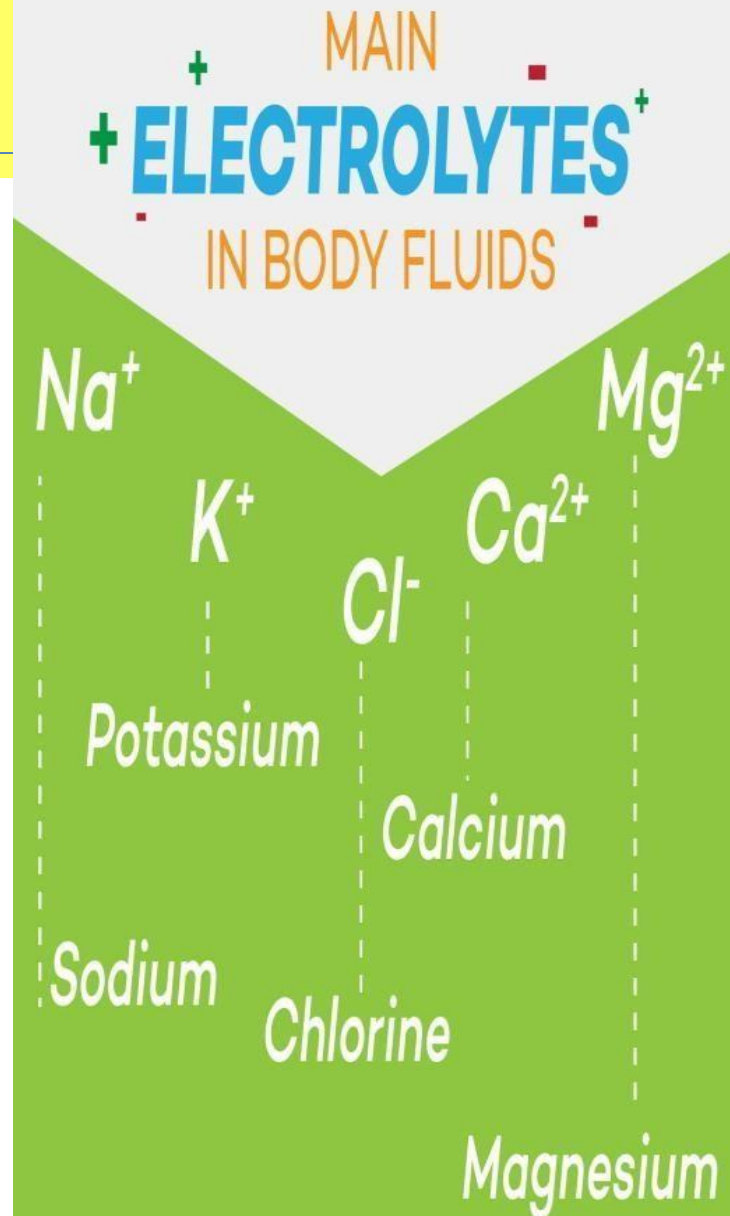 MAIN
ELECTROLYTES
IN BODY FLUIDS
Na⁺
Mg²⁺
K⁺
Ca²⁺
Cl⁻
Potassium
Calcium
Sodium
Chlorine
Magnesium